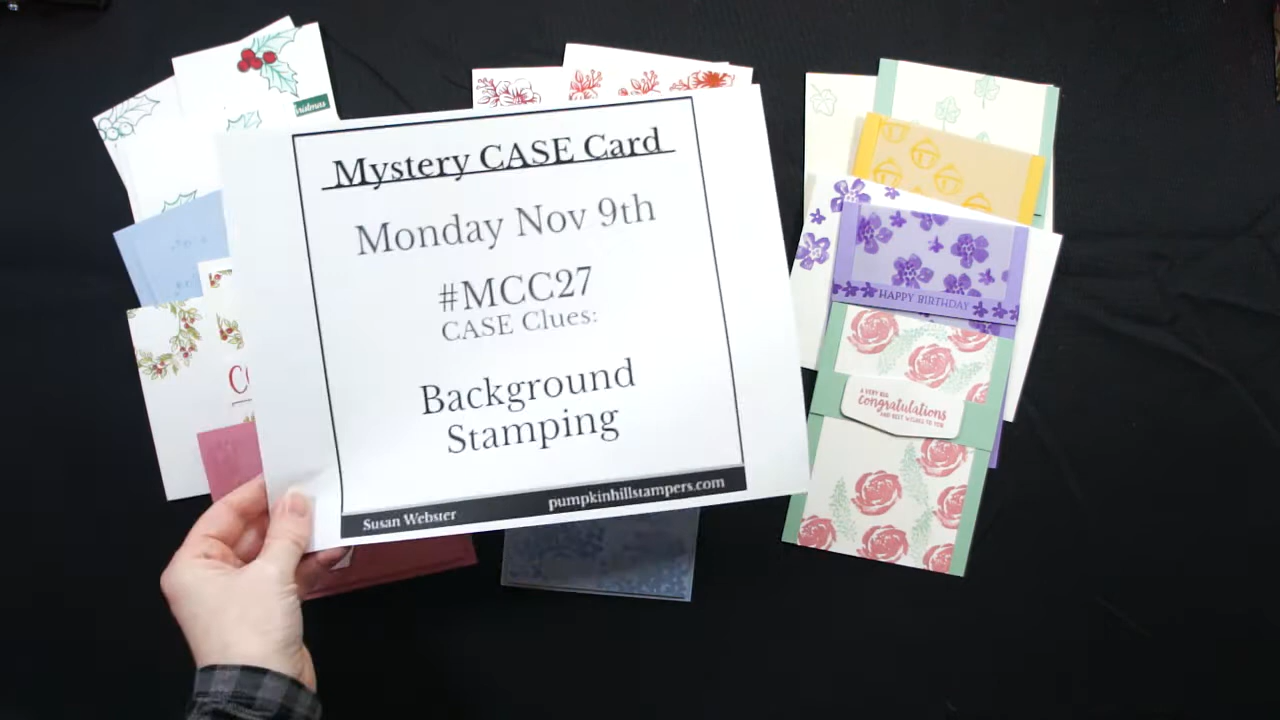 Mystery CASE Card
Monday Nov 9th
#MCC27
CASE Clues:
Background
Stamping
Susan Webster
pumpkinhillstampers.com
HAPPY BIRTHDAY
A VERY BIG
congratulations
AND BEST WISHES TO YOU